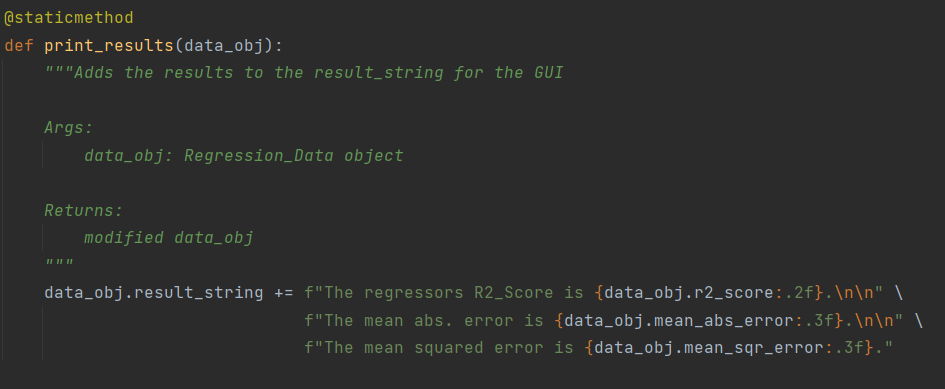 @staticmethod
def print_results(data_obj):
    """Adds the results to the result_string for the GUI

    Args:
        data_obj: Regression_Data object

    Returns:
        modified data_obj
    """
    data_obj.result_string += f"The regressors R2_Score is {data_obj.r2_score:.2f}.\n\n" \
                              f"The mean abs. error is {data_obj.mean_abs_error:.3f}.\n\n" \
                              f"The mean squared error is {data_obj.mean_sqr_error:.3f}."